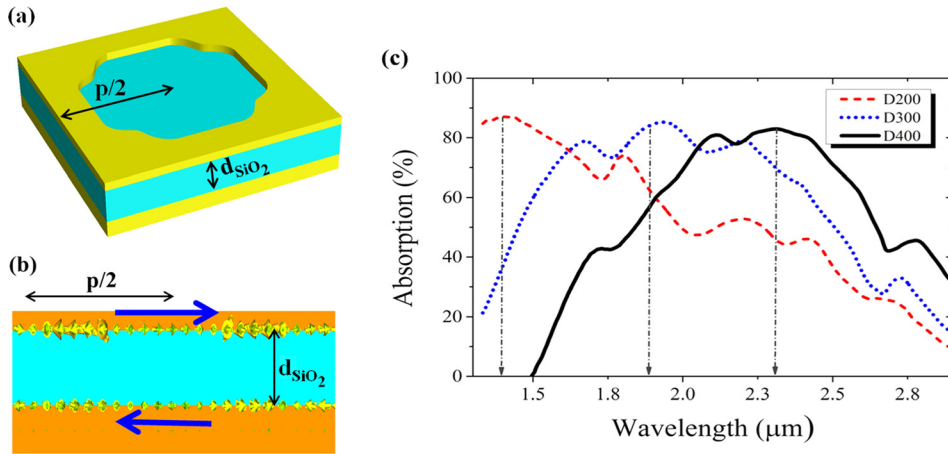 (a)
p/2
dSiO2
(b)
p/2
dSiO2
(c)
100
80
60
40
20
0
Absorption (%)
D200
D300
D400
1.5
1.8
2.0
2.3
2.5
2.8
Wavelength (μm)